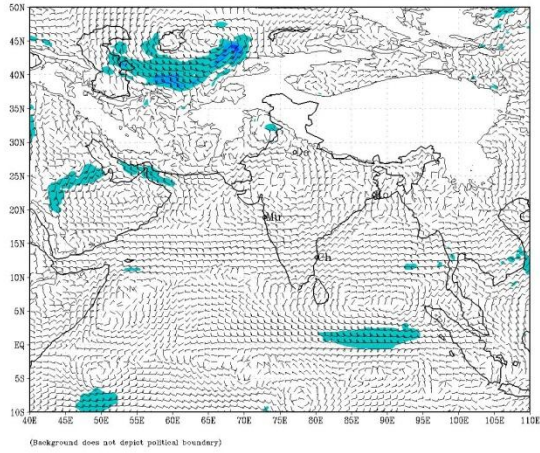 50N
45N
40N
35N
30N
25N
20N
15N
10N
5N
EQ
5S
10S
Mu
Ch
40E 45E 50E 55E 60E 65E 70E 75E 80E 85E 90E 95E 100E 105E 110E
(Background does not depict political boundary)